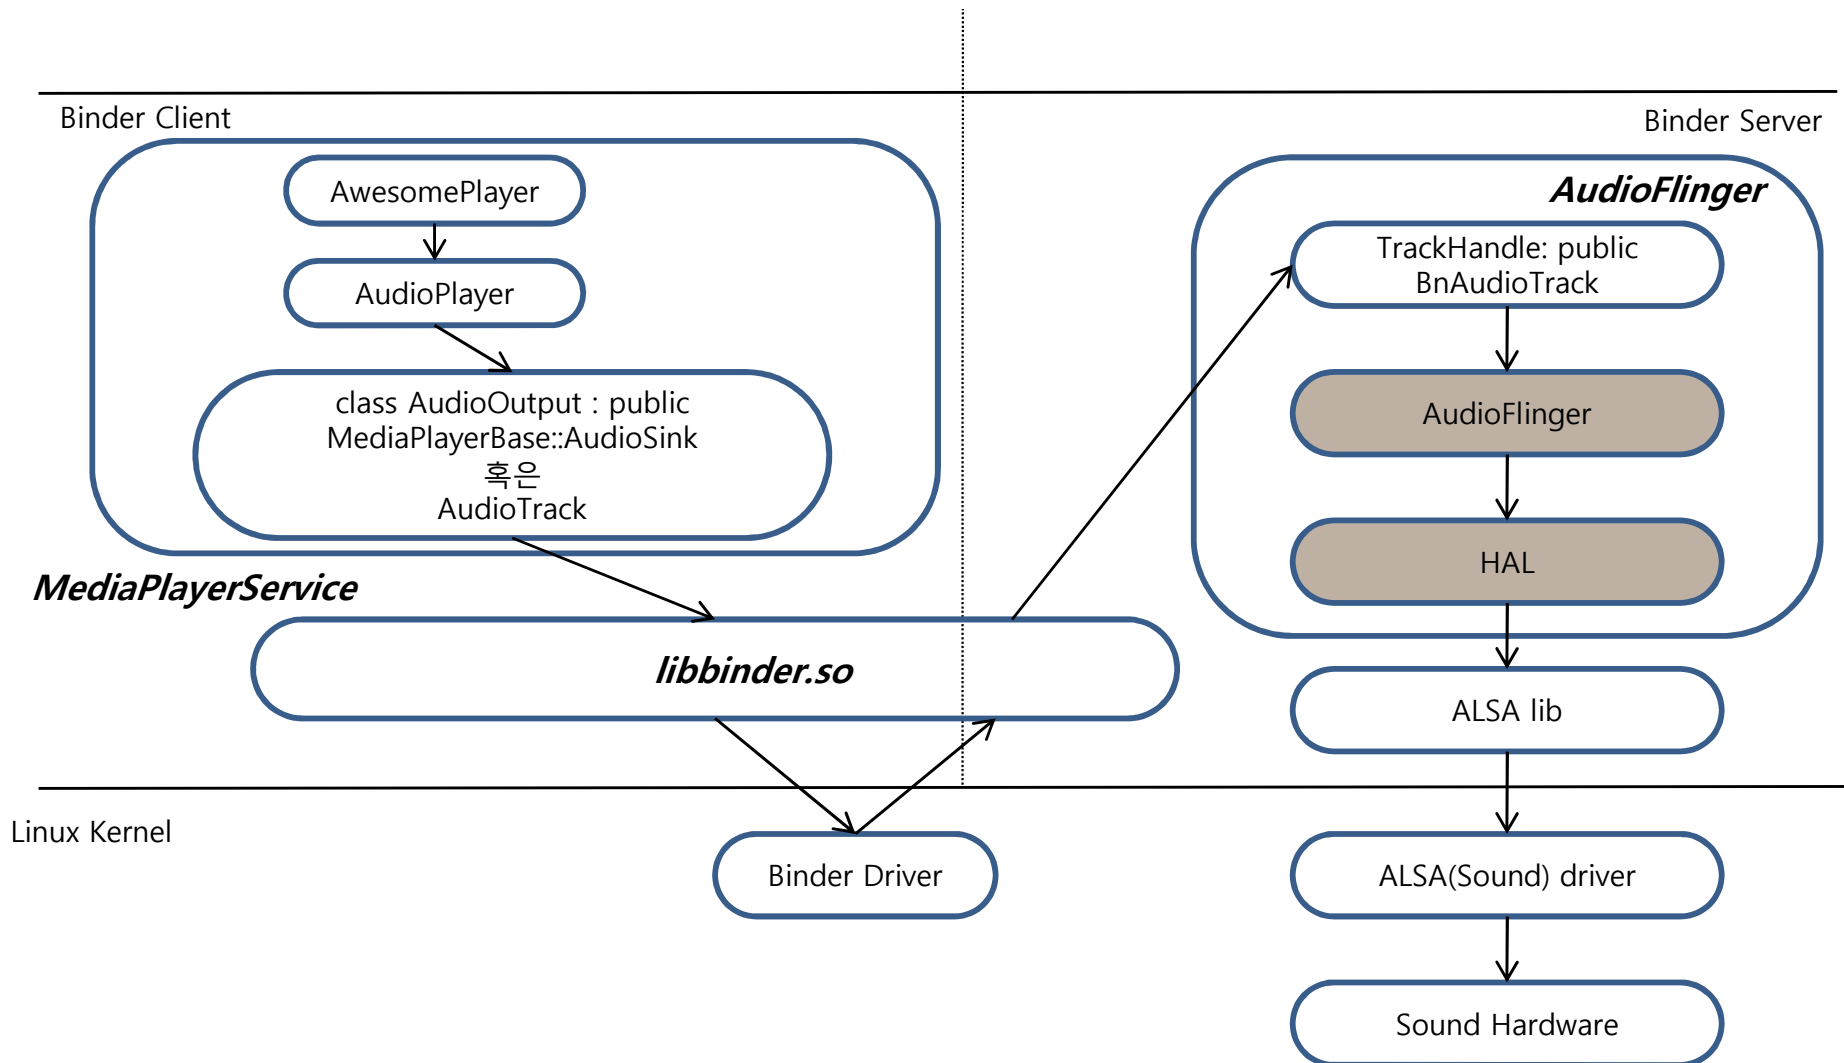 Binder Client
Binder Server
AwesomePlayer
AudioPlayer
class AudioOutput : public
MediaPlayerBase::AudioSink
혹은
AudioTrack
MediaPlayerService
libbinder.so
AudioFlinger
TrackHandle: public
BnAudioTrack
AudioFlinger
HAL
ALSA lib
Linux Kernel
Binder Driver
ALSA(Sound) driver
Sound Hardware